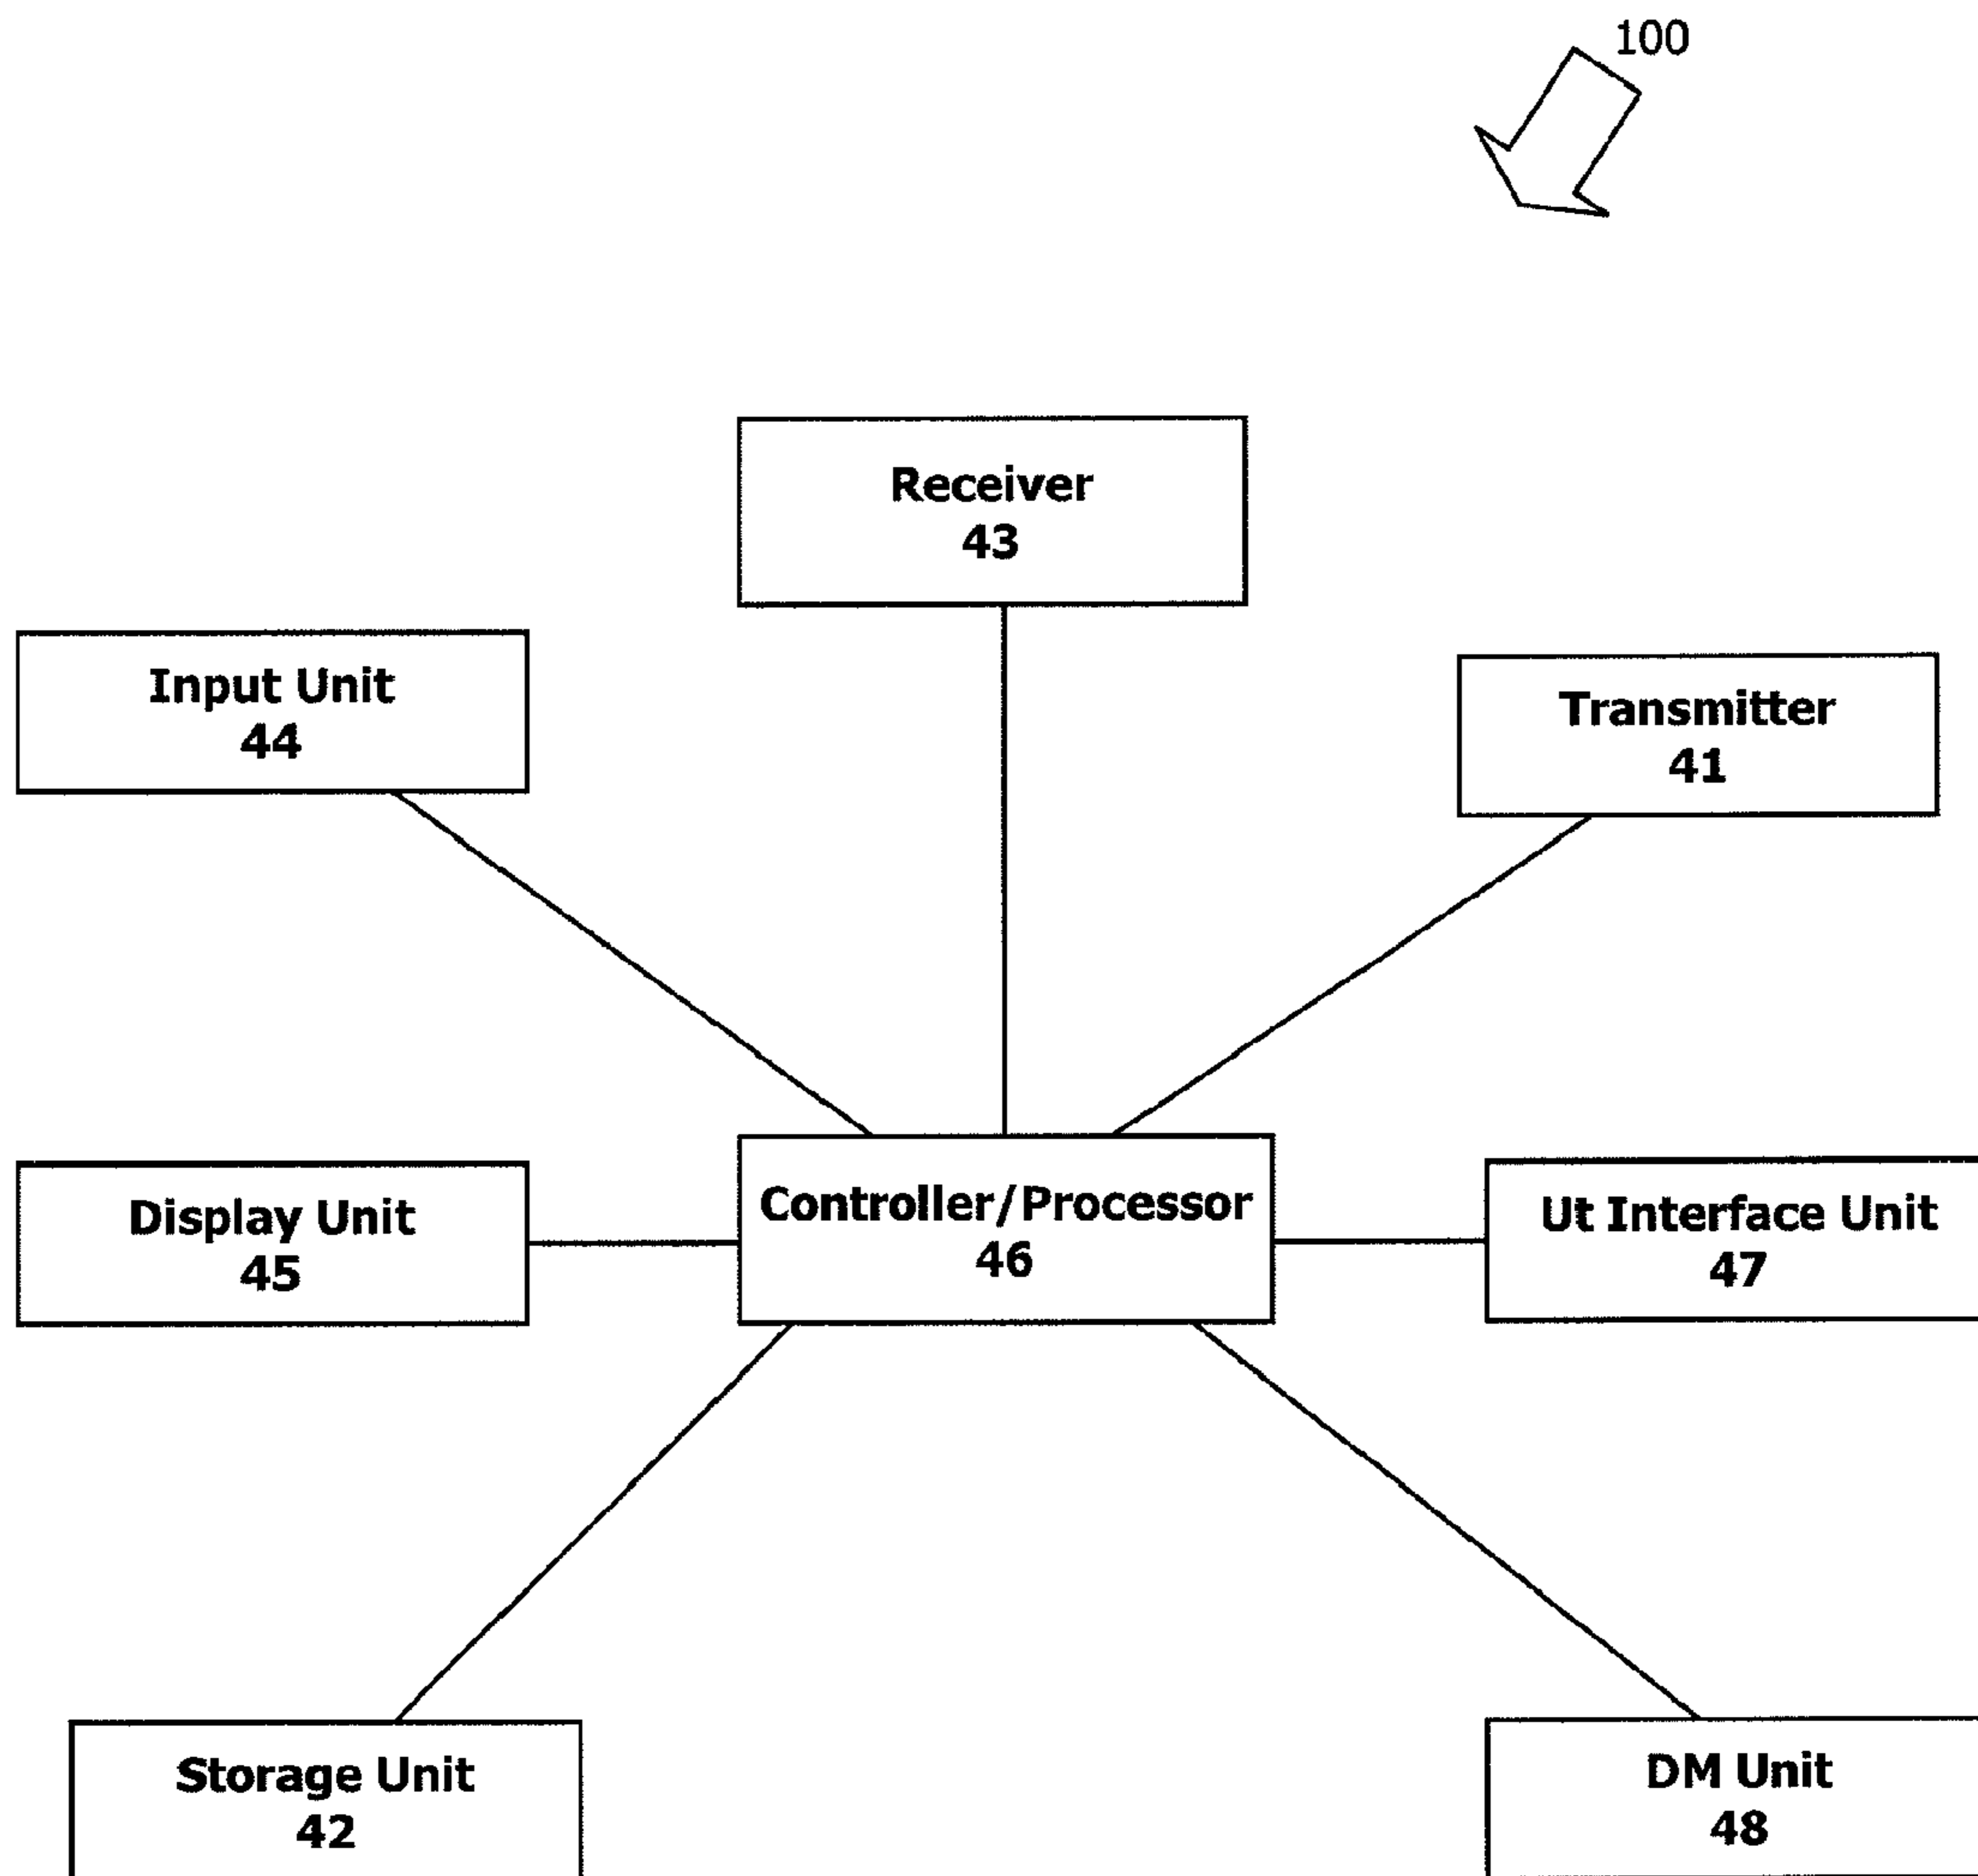 100
Receiver
43
Input Unit
44
Transmitter
41
Display Unit
45
Controller/Processor
46
Ut Interface Unit
47
Storage Unit
42
DM Unit
48